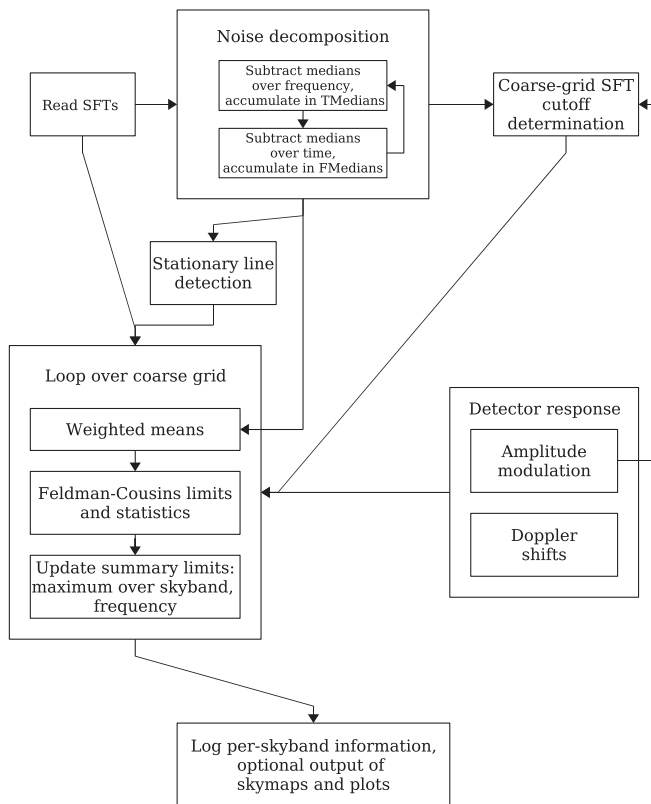 Noise decomposition
Subtract medians
over frequency,
accumulate in TMedians
Read SFTs
Coarse-grid SFT
cutoff
determination
Subtract medians
over time,
accumulate in FMedians
Stationary line
detection
Loop over coarse grid
Weighted means
Feldman-Cousins limits
and statistics
Update summary limits:
maximum over skyband,
frequency
Detector response
Amplitude
modulation
Doppler
shifts
Log per-skyband information,
optional output of
skymaps and plots